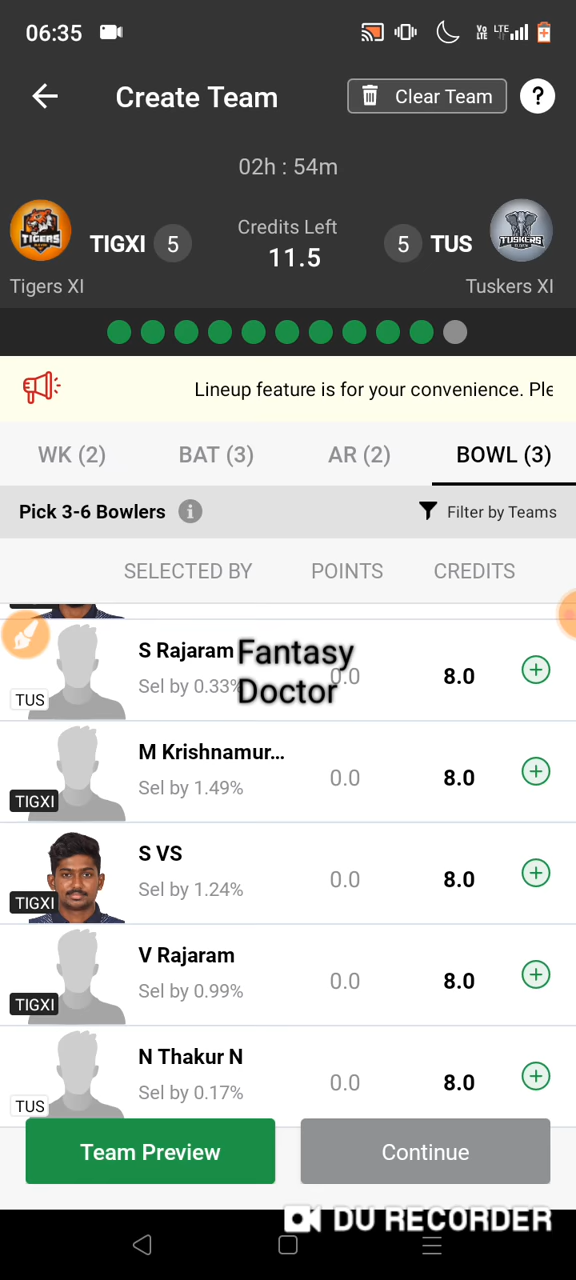 06:35
Vo LTE LTE
Create Team
Clear Team
?
02h : 54m
TIGERS
TIGXI 5
Credits Left
11.5
5 TUS
TUSKERS
Tigers XI
Tuskers XI
Lineup feature is for your convenience. Ple
WK (2)
BAT (3)
AR (2)
BOWL (3)
Pick 3-6 Bowlers i
Filter by Teams
SELECTED BY
POINTS
CREDITS
S Rajaram
Sel by 0.33%
TUS
0.0
8.0
Fantasy
Doctor
M Krishnamur...
Sel by 1.49%
TIGXI
0.0
8.0
S VS
Sel by 1.24%
TIGXI
0.0
8.0
V Rajaram
Sel by 0.99%
TIGXI
0.0
8.0
N Thakur N
Sel by 0.17%
TUS
0.0
8.0
Team Preview
Continue
DU RECORDER